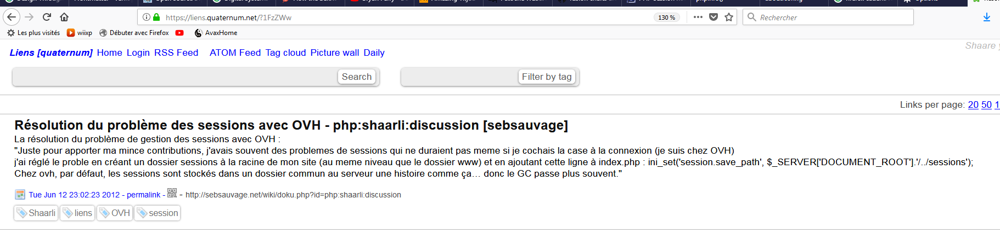 https://liens.quaternum.net/?1FzZWw
130 %
Rechercher
Les plus visités
wiixp
Débuter avec Firefox
AvaxHome
Liens [quaternum] Home Login RSS Feed ATOM Feed Tag cloud Picture wall Daily
Shaare
Search
Filter by tag
Links per page: 20 50
Résolution du problème des sessions avec OVH - php:shaarli:discussion [sebsauvage]
La résolution du problème de gestion des sessions avec OVH :
"Juste pour apporter ma mince contributions, j'avais souvent des problemes de sessions qui ne duraient pas meme si je cochais la case à la connexion (je suis chez OVH)
j'ai réglé le proble en créant un dossier sessions à la racine de mon site (au meme niveau que le dossier www) et en ajoutant cette ligne à index.php : ini_set('session.save_path', $_SERVER['DOCUMENT_ROOT'].'/../sessions');
Chez ovh, par défaut, les sessions sont stockés dans un dossier commun au serveur une histoire comme ça… donc le GC passe plus souvent."
Tue Jun 12 23:02:23 2012 - permalink - - http://sebsauvage.net/wiki/doku.php?id=php:shaarli:discussion
Shaarli
liens
OVH
session